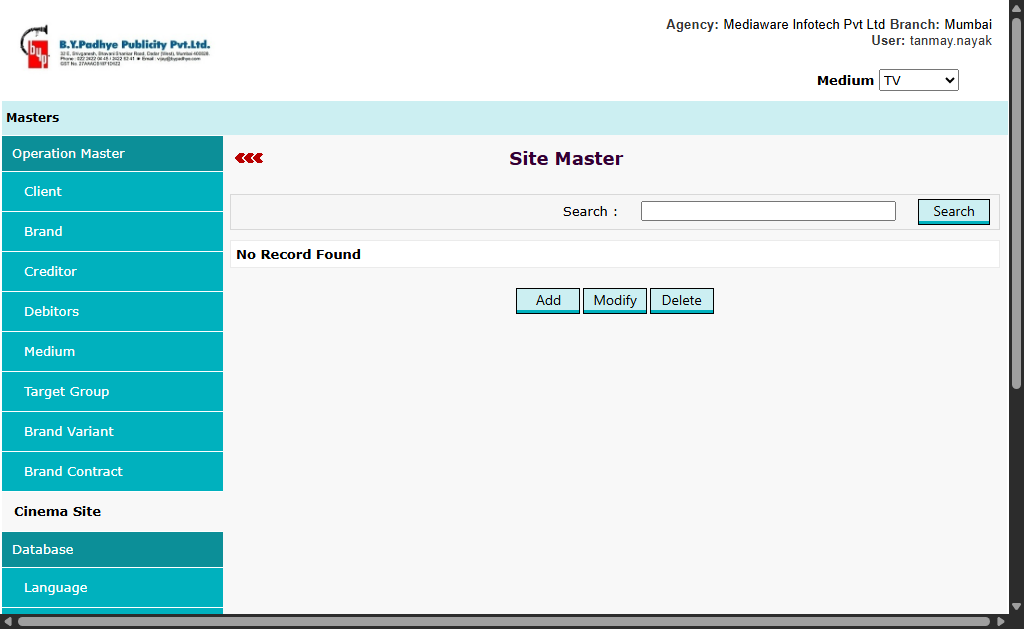 Agency: Mediaware Infotech Pvt Ltd Branch: Mumbai
User: tanmay.nayak
B.Y.Padhye Publicity Pvt.Ltd.
Medium TV
Masters
Operation Master
Client
Brand
Creditor
Debitors
Medium
Target Group
Brand Variant
Brand Contract
Cinema Site
Database
Language
Site Master
Search :
Search
No Record Found
Add Modify Delete